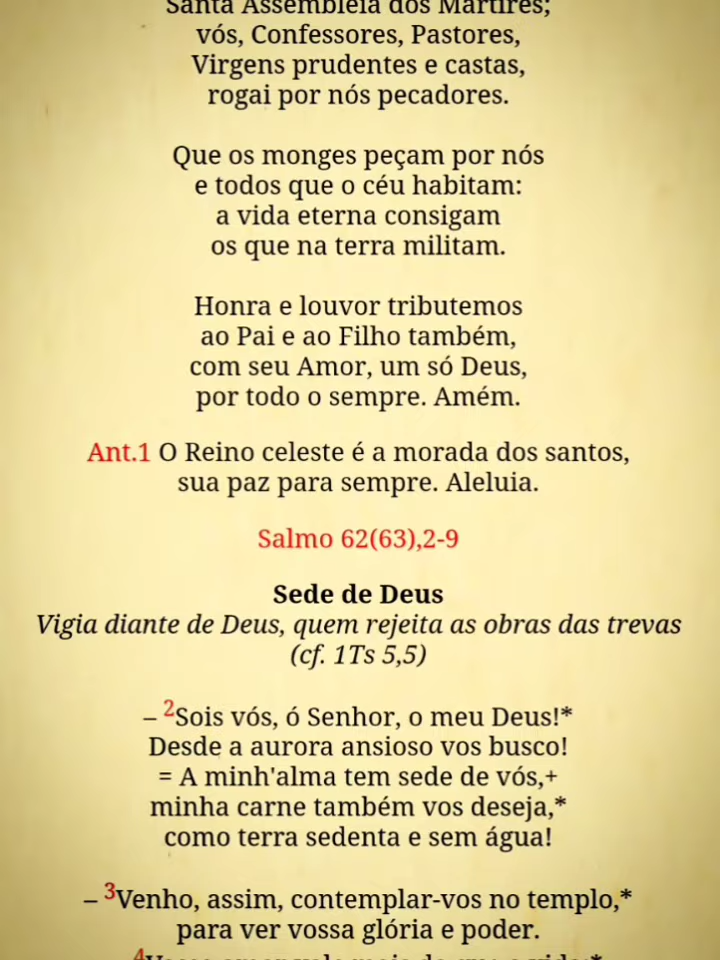 Santa Assembleia dos Mártires;
vós, Confessores, Pastores,
Virgens prudentes e castas,
rogai por nós pecadores.
Que os monges peçam por nós
e todos que o céu habitam:
a vida eterna consigam
os que na terra militam.
Honra e louvor tributemos
ao Pai e ao Filho também,
com seu Amor, um só Deus,
por todo o sempre. Amém.
Ant.1 O Reino celeste é a morada dos santos,
sua paz para sempre. Aleluia.
Salmo 62(63),2-9
Sede de Deus
Vigia diante de Deus, quem rejeita as obras das trevas
(cf. 1Ts 5,5)
– 2Sois vós, ó Senhor, o meu Deus!*
Desde a aurora ansioso vos busco!
= A minh'alma tem sede de vós,+
minha carne também vos deseja,*
como terra sedenta e sem água!
– 3Venho, assim, contemplar-vos no templo,*
para ver vossa glória e poder.